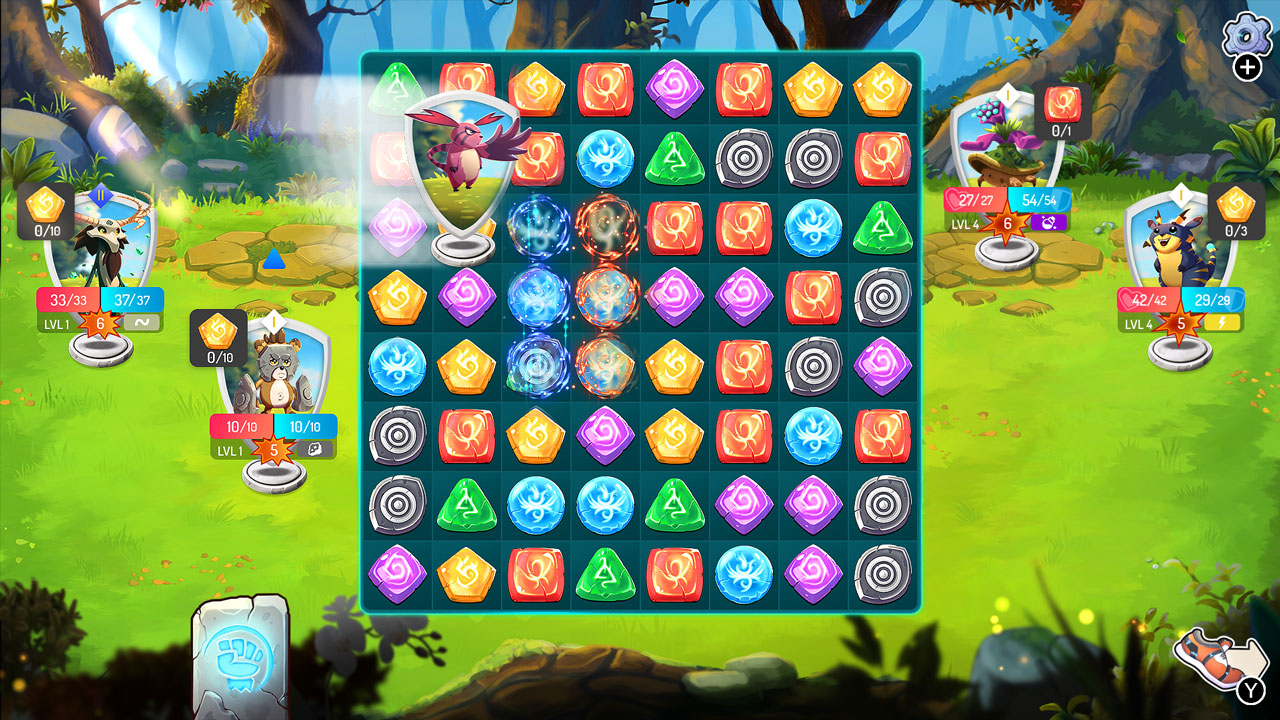 II
0/10
33/33 37/37
LVL 1 6
I
0/10
10/10 10/10
LVL 1 5
I
0/1
27/27 54/54
LVL 4 6
I
0/3
42/42 29/29
LVL 4 5
+
Y